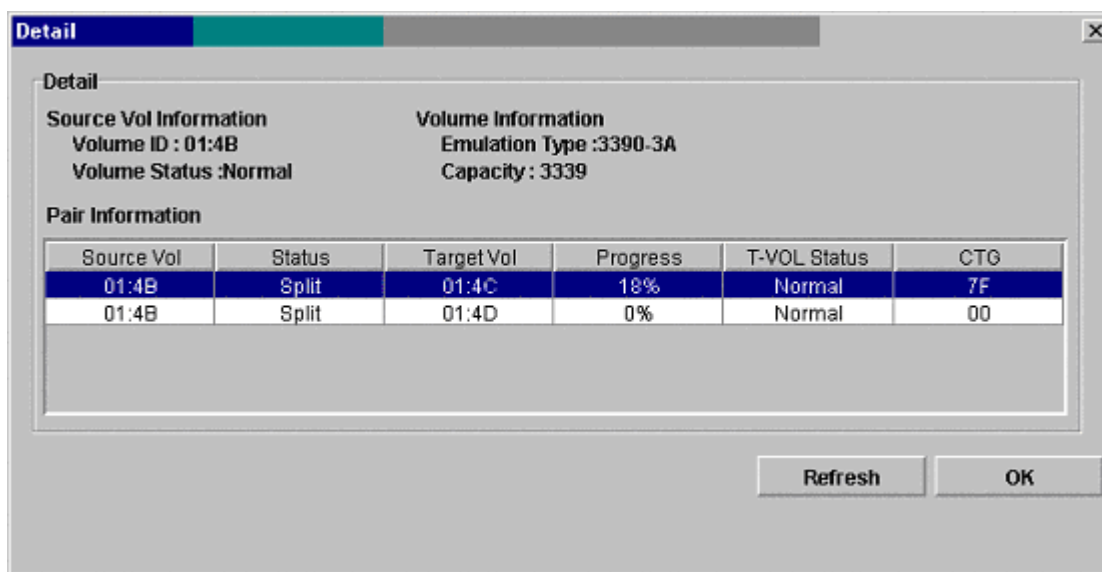 Detail
Detail
Source Vol Information Volume Information
Volume ID : 01:4B Emulation Type :3390-3A
Volume Status :Normal Capacity : 3339
Pair Information
Source Vol Status Target Vol Progress T-VOL Status CTG
01:4B Split 01:4C 18% Normal 7F
01:4B Split 01:4D 0% Normal 00
Refresh OK